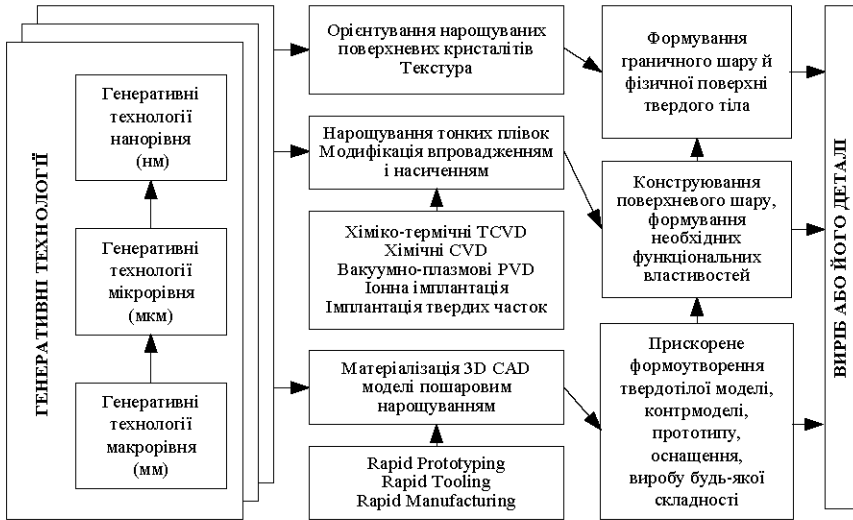 ГЕНЕРАТИВНІ ТЕХНОЛОГІЇ
Генеративні
технології
нанорівня
(нм)
Генеративні
технології
мікрорівня
(мкм)
Генеративні
технології
макрорівня
(мм)
Орієнтування нарощуваних
поверхневих кристалітів
Текстура
Нарощування тонких плівок
Модифікація впровадженням
і насиченням
Хіміко-термічні TCVD
Хімічні CVD
Вакуумно-плазмові PVD
Іонна імплантація
Імплантація твердих часток
Матеріалізація 3D CAD
моделі пошаровим
нарощуванням
Rapid Prototyping
Rapid Tooling
Rapid Manufacturing
Формування
граничного шару й
фізичної поверхні
твердого тіла
Конструювання
поверхневого шару,
формування
необхідних
функціональних
властивостей
Прискорене
формоутворення
твердотілої моделі,
контрмоделі,
прототипу,
оснащення,
виробу будь-якої
складності
ВИРІБ АБО ЙОГО ДЕТАЛІ